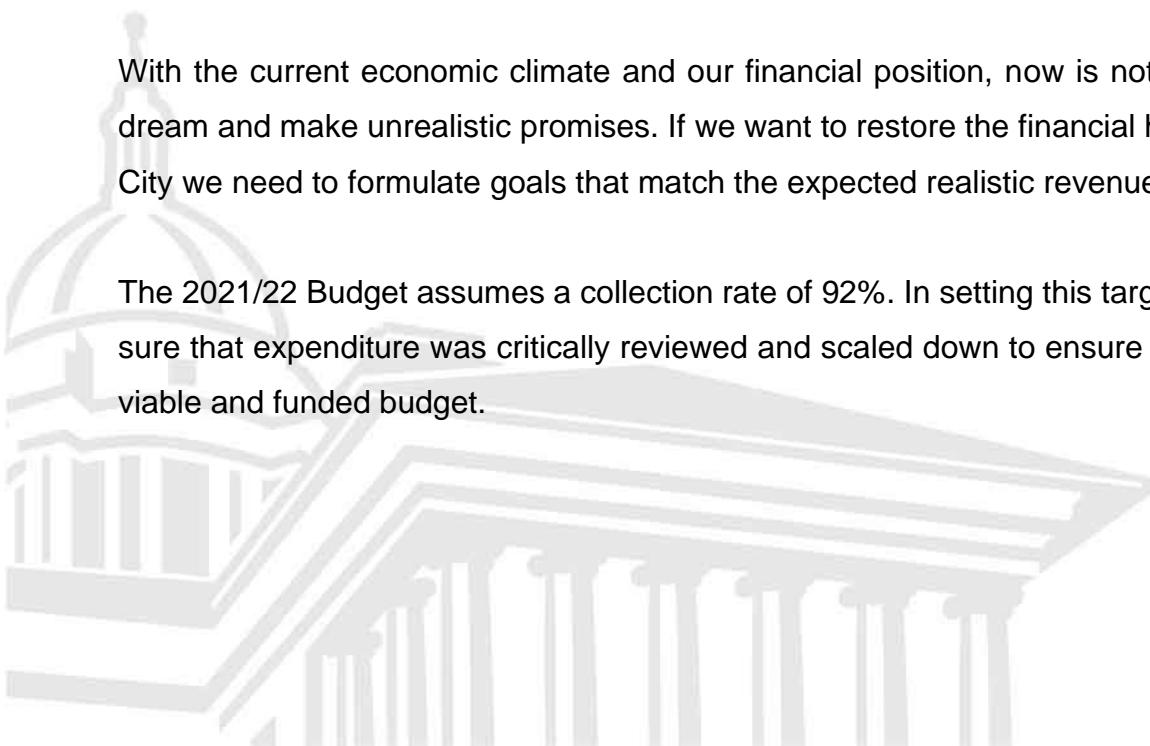 With the current economic climate and our financial position, now is not
dream and make unrealistic promises. If we want to restore the financial
City we need to formulate goals that match the expected realistic revenue
The 2021/22 Budget assumes a collection rate of 92%. In setting this
sure that expenditure was critically reviewed and scaled down to ensure
viable and funded budget.